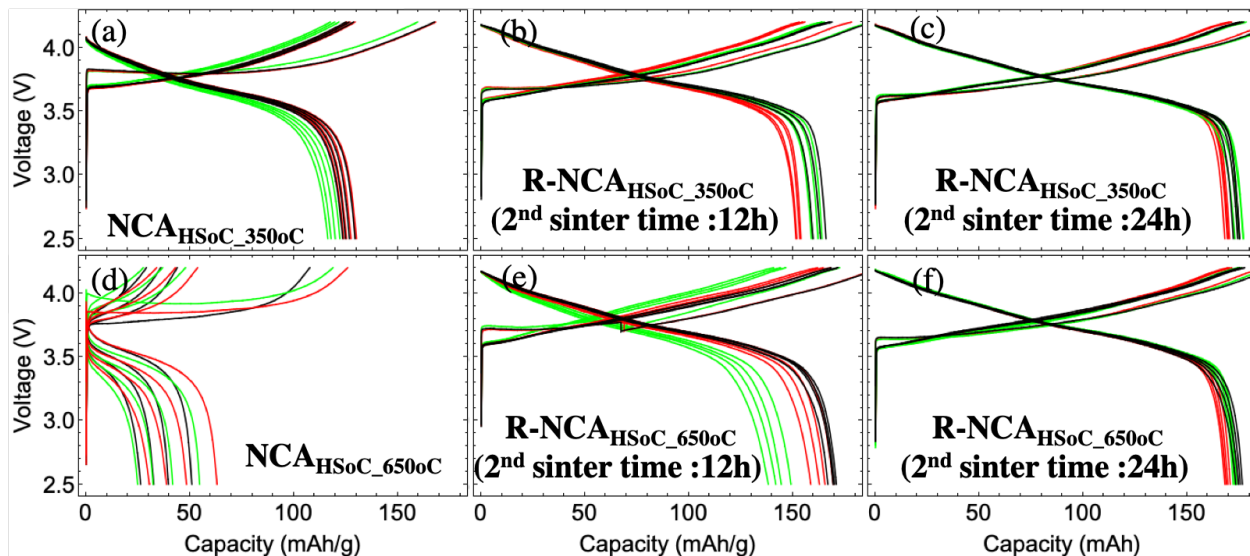 (a)
(b)
(c)
Voltage (V)
4.0
3.5
3.0
2.5
NCA_HSoC_350oC
R-NCA_HSoC_350oC
(2nd sinter time :12h)
R-NCA_HSoC_350oC
(2nd sinter time :24h)
(d)
(e)
(f)
Voltage (V)
4.0
3.5
3.0
2.5
NCA_HSoC_650oC
R-NCA_HSoC_650oC
(2nd sinter time :12h)
R-NCA_HSoC_650oC
(2nd sinter time :24h)
0 50 100 150
0 50 100 150
0 50 100 150
Capacity (mAh/g)
Capacity (mAh/g)
Capacity (mAh)